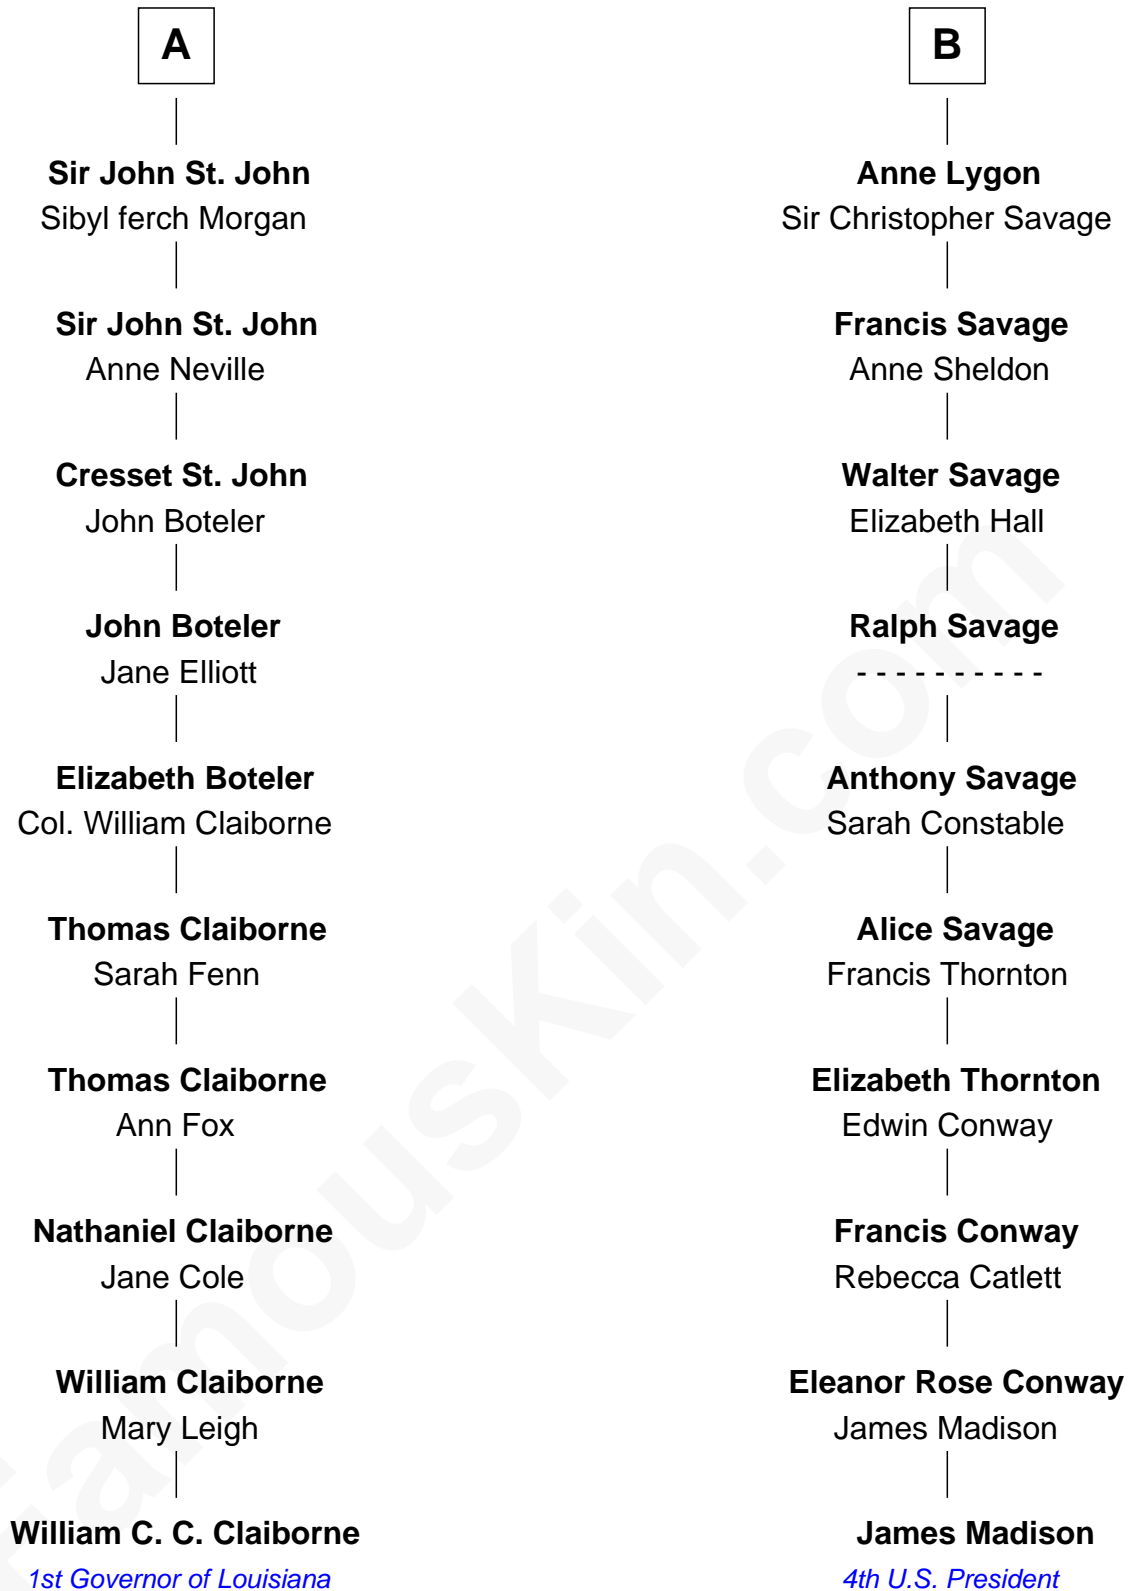 A
Sir John St. John
Sibyl ferch Morgan
Sir John St. John
Anne Neville
Cresset St. John
John Boteler
John Boteler
Jane Elliott
Elizabeth Boteler
Col. William Claiborne
Thomas Claiborne
Sarah Fenn
Thomas Claiborne
Ann Fox
Nathaniel Claiborne
Jane Cole
William Claiborne
Mary Leigh
William C. C. Claiborne
1st Governor of Louisiana
B
Anne Lygon
Sir Christopher Savage
Francis Savage
Anne Sheldon
Walter Savage
Elizabeth Hall
Ralph Savage
- - - - - - - - - -
Anthony Savage
Sarah Constable
Alice Savage
Francis Thornton
Elizabeth Thornton
Edwin Conway
Francis Conway
Rebecca Catlett
Eleanor Rose Conway
James Madison
James Madison
4th U.S. President
FamousKin.com